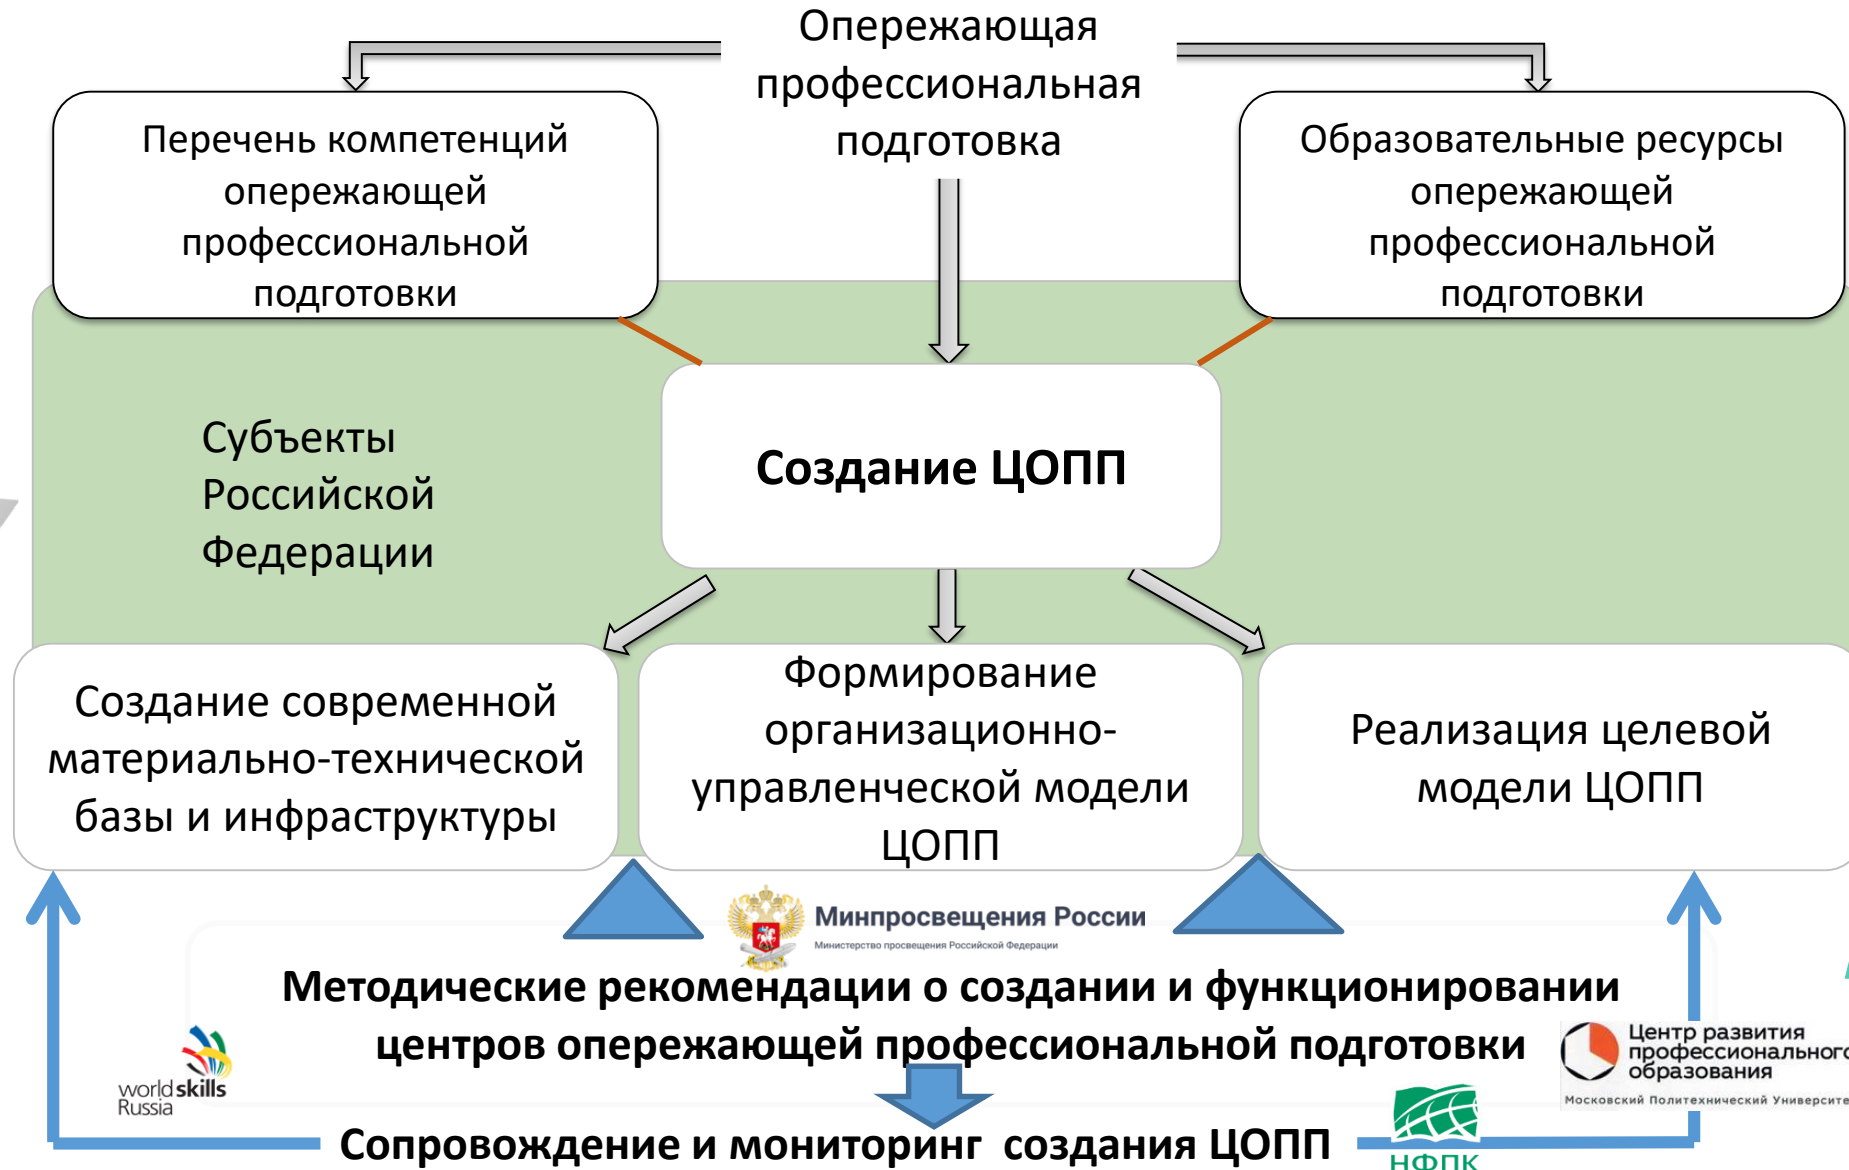 Опережающая
профессиональная
подготовка
Перечень компетенций
опережающей
профессиональной
подготовки
Образовательные ресурсы
опережающей
профессиональной
подготовки
Субъекты
Российской
Федерации
Создание ЦОПП
Создание современной
материально-технической
базы и инфраструктуры
Формирование
организационно-
управленческой модели
ЦОПП
Реализация целевой
модели ЦОПП
Минпросвещения России
Министерство просвещения Российской Федерации
Методические рекомендации о создании и функционировании
центров опережающей профессиональной подготовки
world skills
Russia
Центр развития
профессионального
образования
Московский Политехнический Университе
Сопровождение и мониторинг создания ЦОПП
НФПК